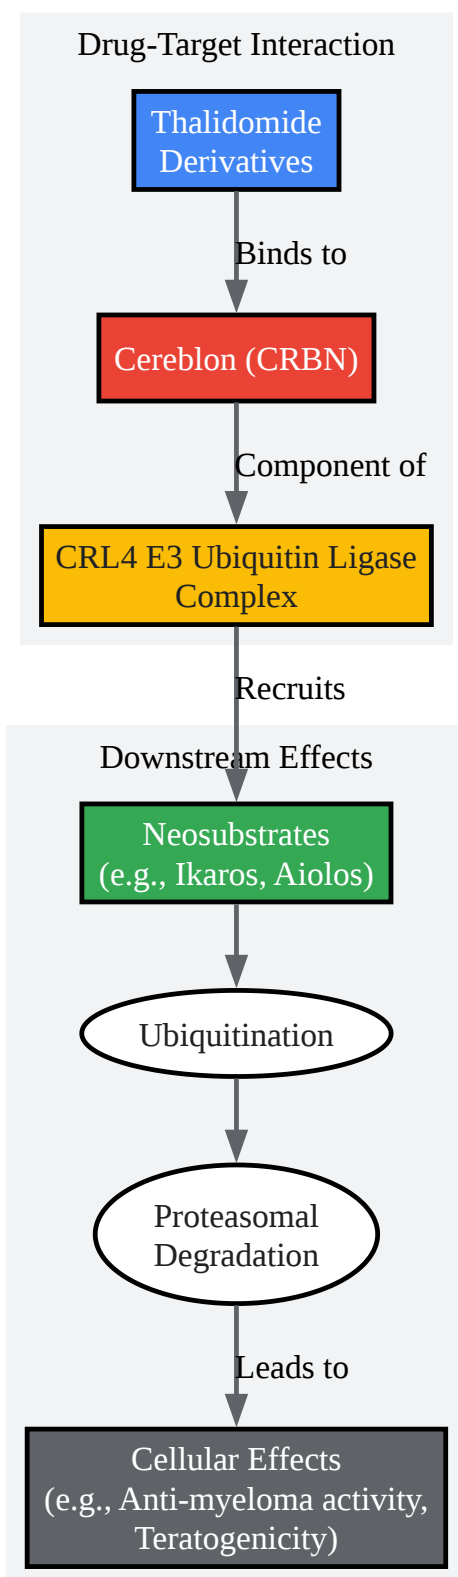 Drug-Target Interaction
Thalidomide
Derivatives
Binds to
Cereblon (CRBN)
Component of
CRL4 E3 Ubiquitin Ligase
Complex
Recruits
Downstream Effects
Neosubstrates
(e.g., Ikaros, Aiolos)
Ubiquitination
Proteasomal
Degradation
Leads to
Cellular Effects
(e.g., Anti-myeloma activity,
Teratogenicity)